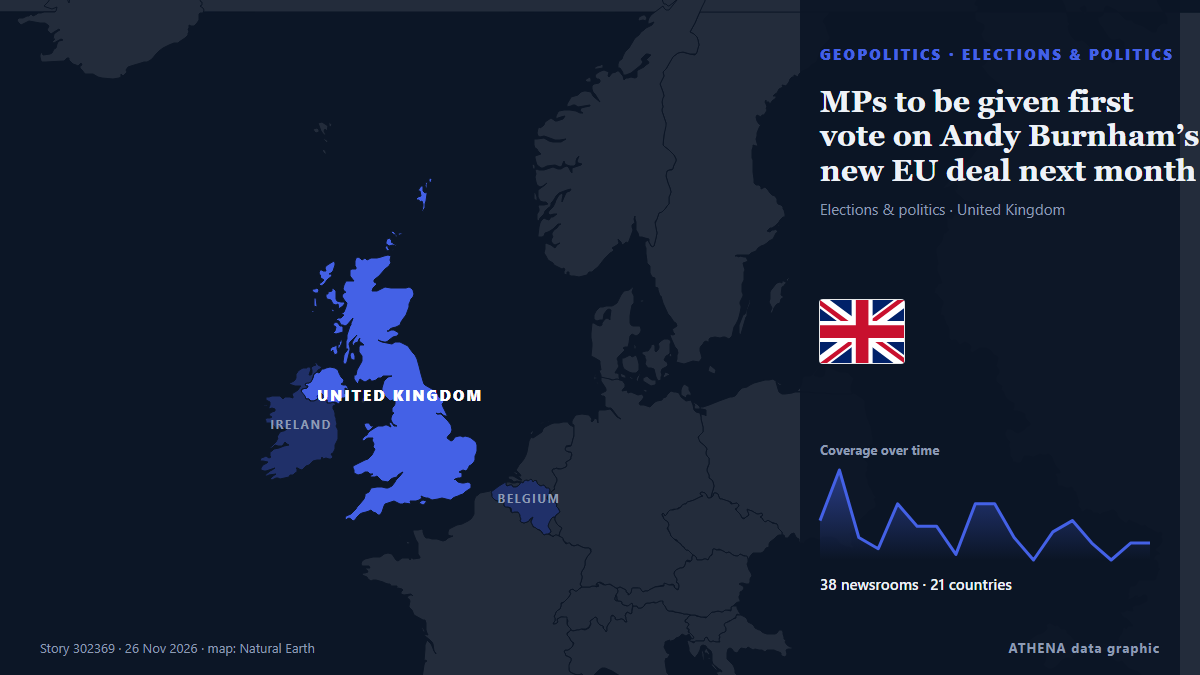 GEOPOLITICS · ELECTIONS & POLITICS
MPs to be given first
vote on Andy Burnham’s
new EU deal next month
Elections & politics · United Kingdom
UNITED KINGDOM
IRELAND
BELGIUM
Coverage over time
38 newsrooms · 21 countries
Story 302369 · 26 Nov 2026 · map: Natural Earth
ATHENA data graphic